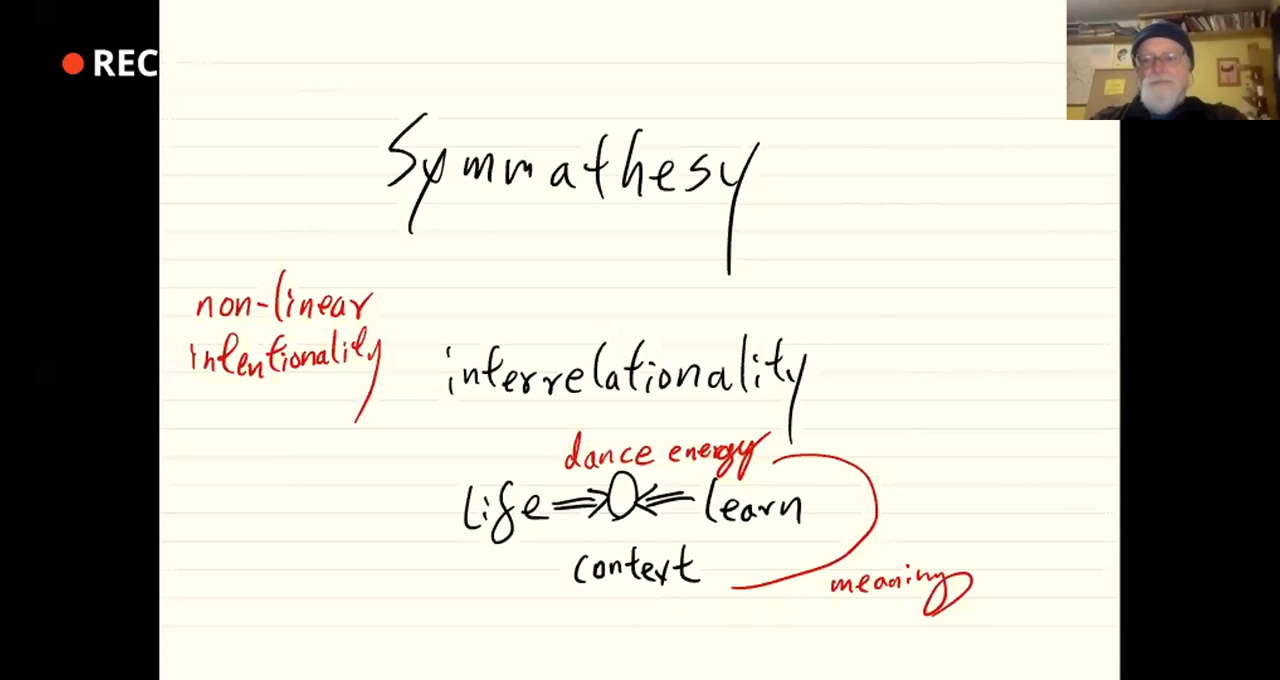 REC
Symmathesy
non-linear
intentionality
interrelationality
dance energy
life learn
context
meaning